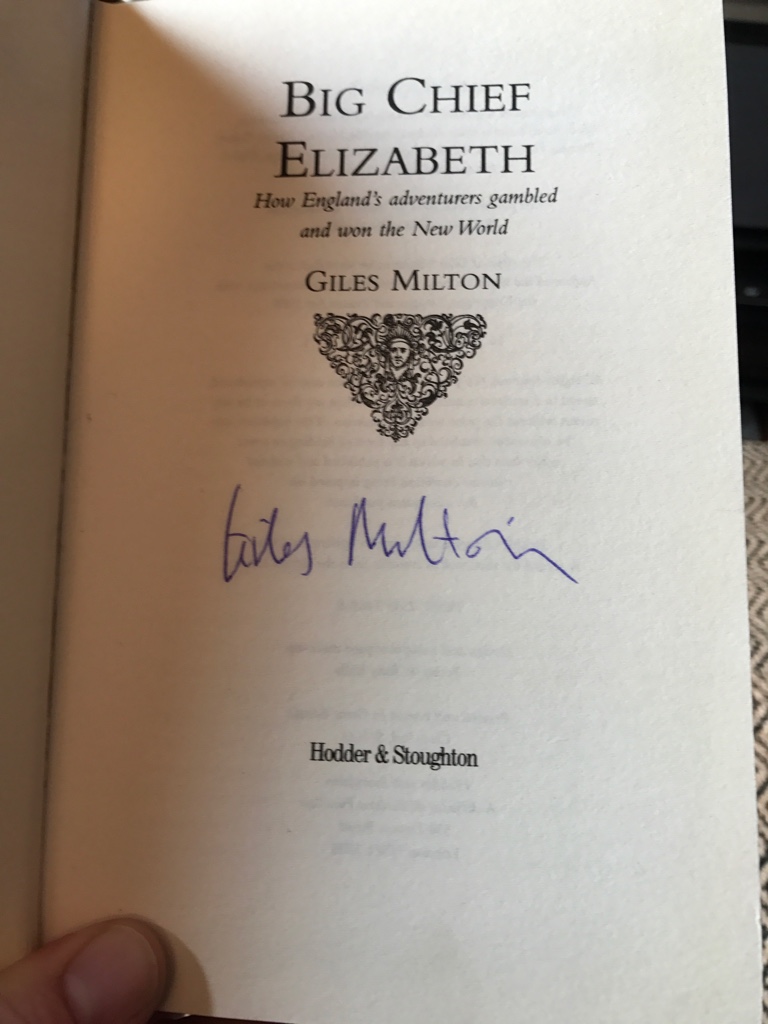 BIG CHIEF
ELIZABETH
How England's adventurers gambled
and won the New World
GILES MILTON
Giles Milton
Hodder & Stoughton